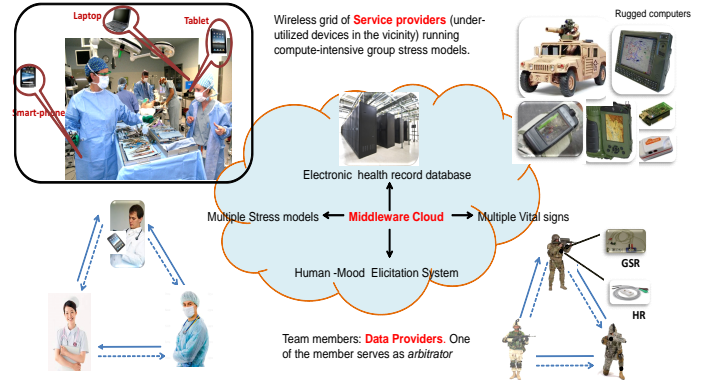 Laptop
Tablet
Smart-phone
Wireless grid of Service providers (under-
utilized devices in the vicinity) running
compute-intensive group stress models.
Rugged computers
Electronic health record database
Multiple Stress models
Middleware Cloud
Multiple Vital signs
Human -Mood Elicitation System
GSR
HR
Team members: Data Providers. One
of the member serves as arbitrator